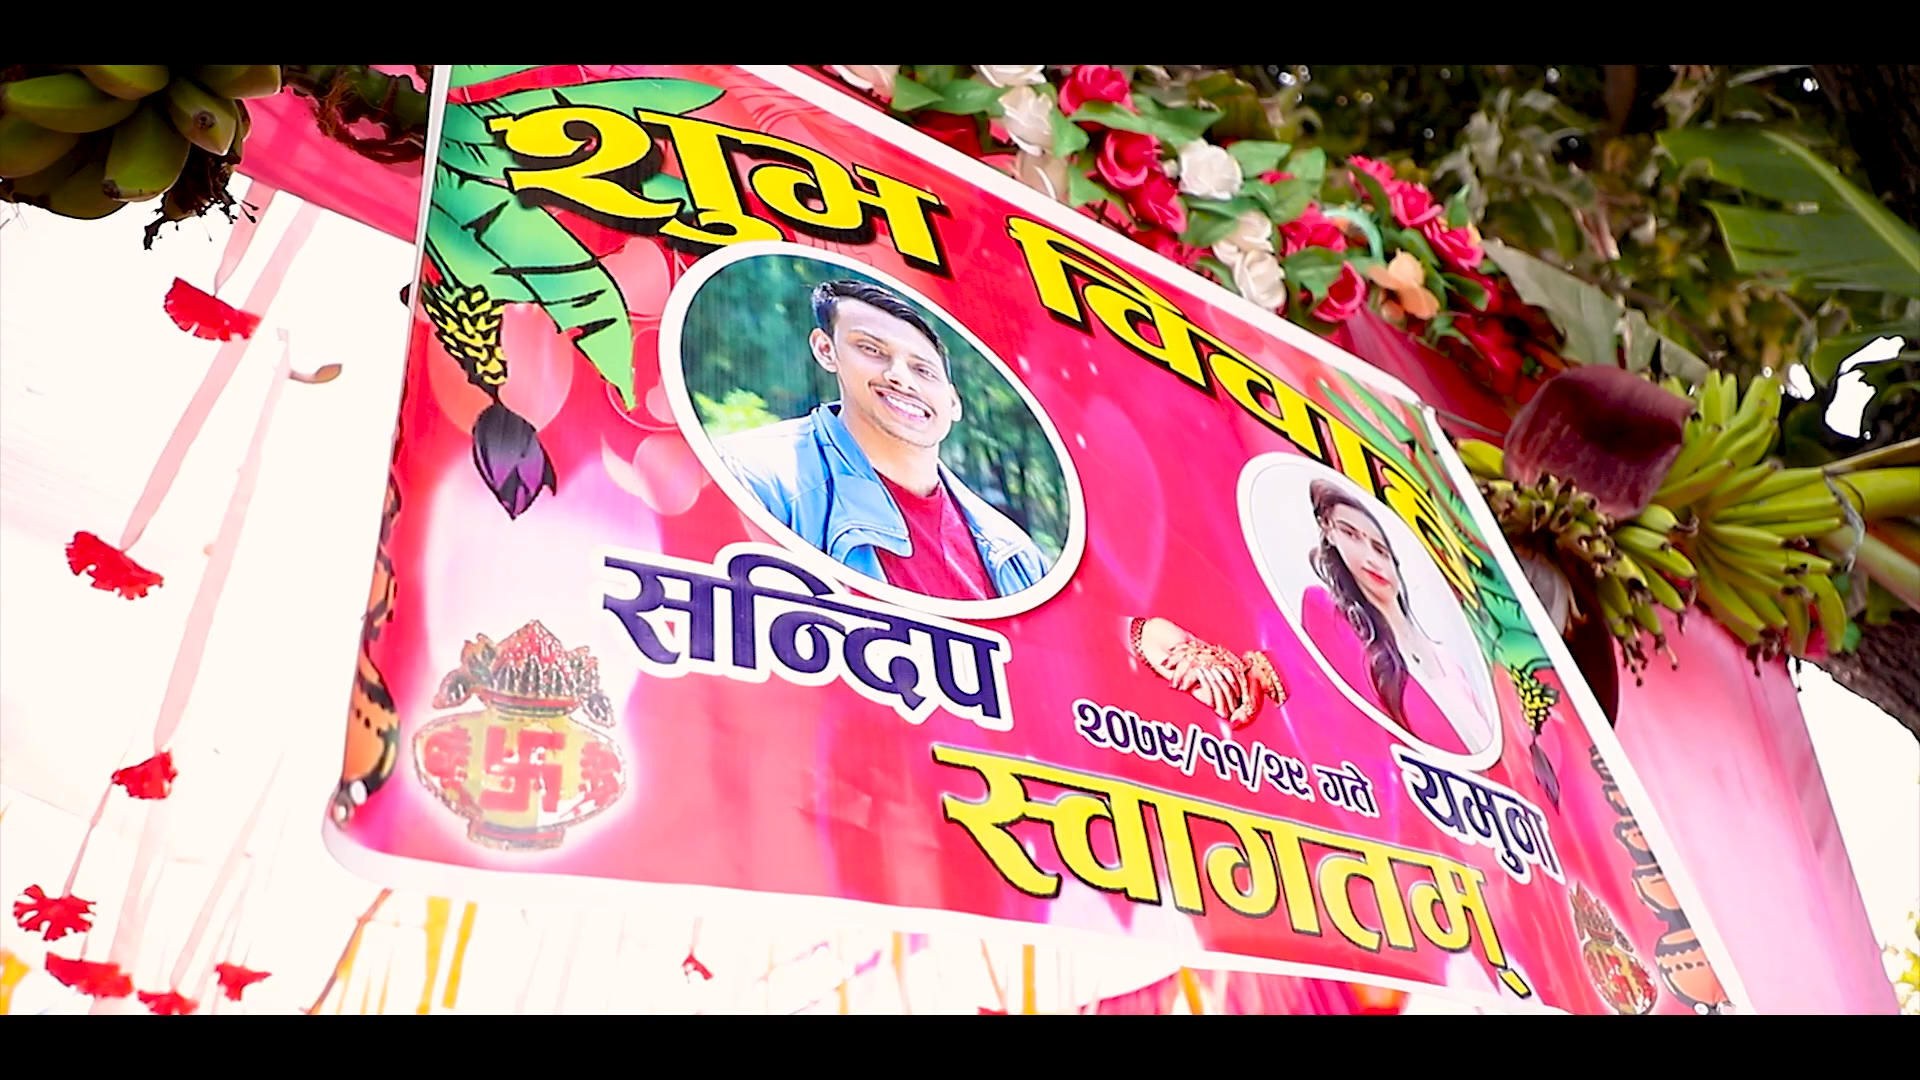 शुभ विवाह
सन्दिप
२०७९/११/२९ गते
यमुना
स्वागतम्